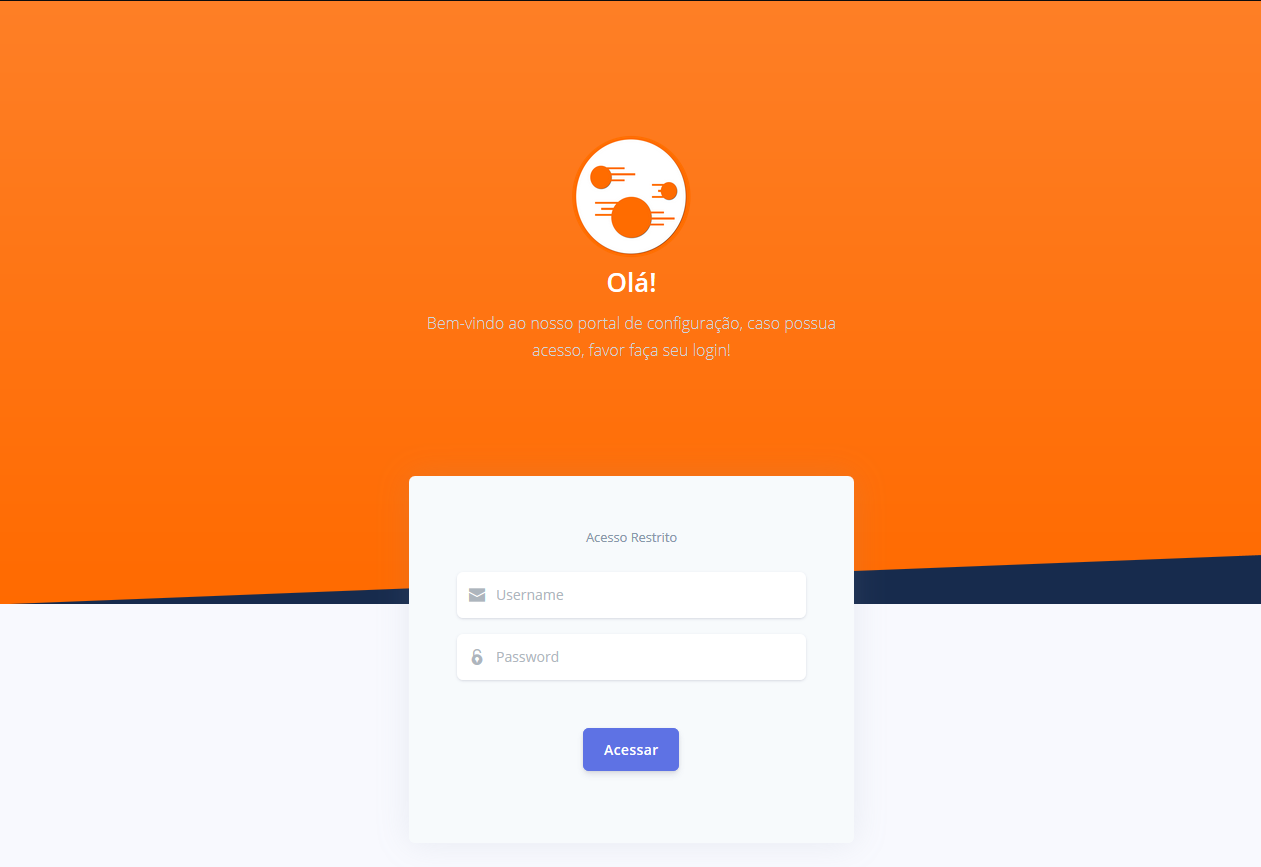 Olá!
Bem-vindo ao nosso portal de configuração, caso possua
acesso, favor faça seu login!
Acesso Restrito
Username
Password
Acessar